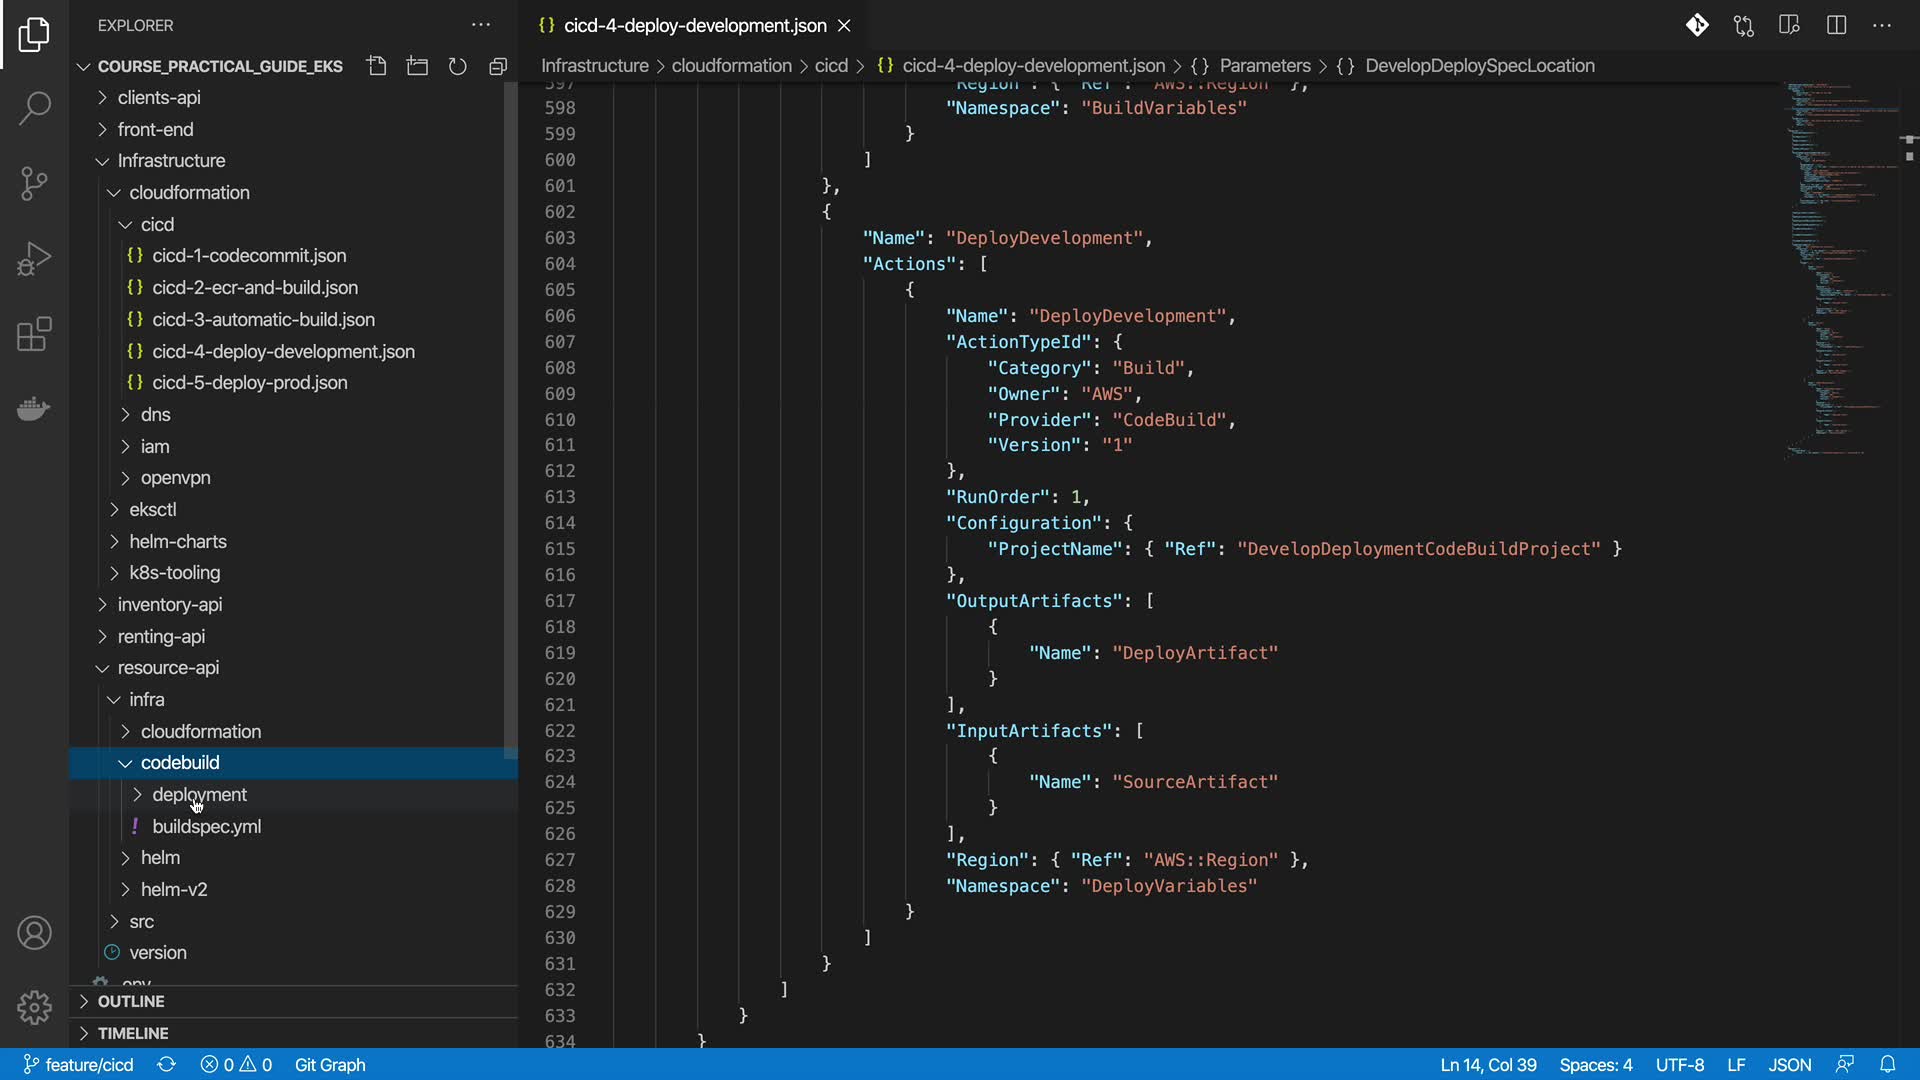 EXPLORER
COURSE_PRACTICAL_GUIDE_EKS
clients-api
front-end
Infrastructure
cloudformation
cicd
{} cicd-1-codecommit.json
{} cicd-2-ecr-and-build.json
{} cicd-3-automatic-build.json
{} cicd-4-deploy-development.json
{} cicd-5-deploy-prod.json
dns
iam
openvpn
eksctl
helm-charts
k8s-tooling
inventory-api
renting-api
resource-api
infra
cloudformation
codebuild
deployment
! buildspec.yml
helm
helm-v2
src
version
OUTLINE
TIMELINE
{} cicd-4-deploy-development.json
Infrastructure > cloudformation > cicd > {} cicd-4-deploy-development.json > {} Parameters > {} DevelopDeploySpecLocation
597 "Region": { "Ref": "AWS::Region" },
598 "Namespace": "BuildVariables"
599 }
600 ]
601 },
602 {
603 "Name": "DeployDevelopment",
604 "Actions": [
605 {
606 "Name": "DeployDevelopment",
607 "ActionTypeId": {
608 "Category": "Build",
609 "Owner": "AWS",
610 "Provider": "CodeBuild",
611 "Version": "1"
612 },
613 "RunOrder": 1,
614 "Configuration": {
615 "ProjectName": { "Ref": "DevelopDeploymentCodeBuildProject" }
616 },
617 "OutputArtifacts": [
618 {
619 "Name": "DeployArtifact"
620 }
621 ],
622 "InputArtifacts": [
623 {
624 "Name": "SourceArtifact"
625 }
626 ],
627 "Region": { "Ref": "AWS::Region" },
628 "Namespace": "DeployVariables"
629 }
630 ]
631 }
632 ]
633 }
634 }
feature/cicd 0 0 Git Graph Ln 14, Col 39 Spaces: 4 UTF-8 LF JSON